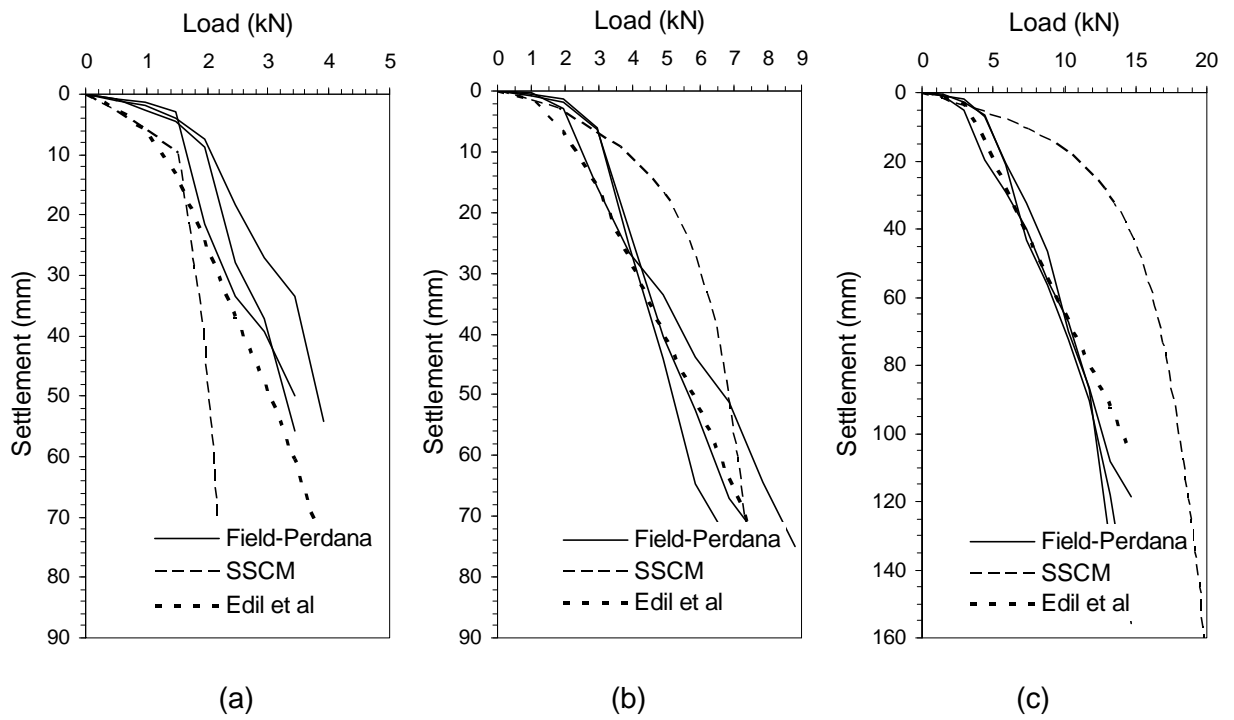 Load (kN)
0 1 2 3 4 5
0
10
20
30
40
50
60
70
80
90
Settlement (mm)
Field-Perdana
SSCM
Edil et al
(a)
Load (kN)
0 1 2 3 4 5 6 7 8 9
0
10
20
30
40
50
60
70
80
90
Settlement (mm)
Field-Perdana
SSCM
Edil et al
(b)
Load (kN)
0 5 10 15 20
0
20
40
60
80
100
120
140
160
Settlement (mm)
Field-Perdana
SSCM
Edil et al
(c)